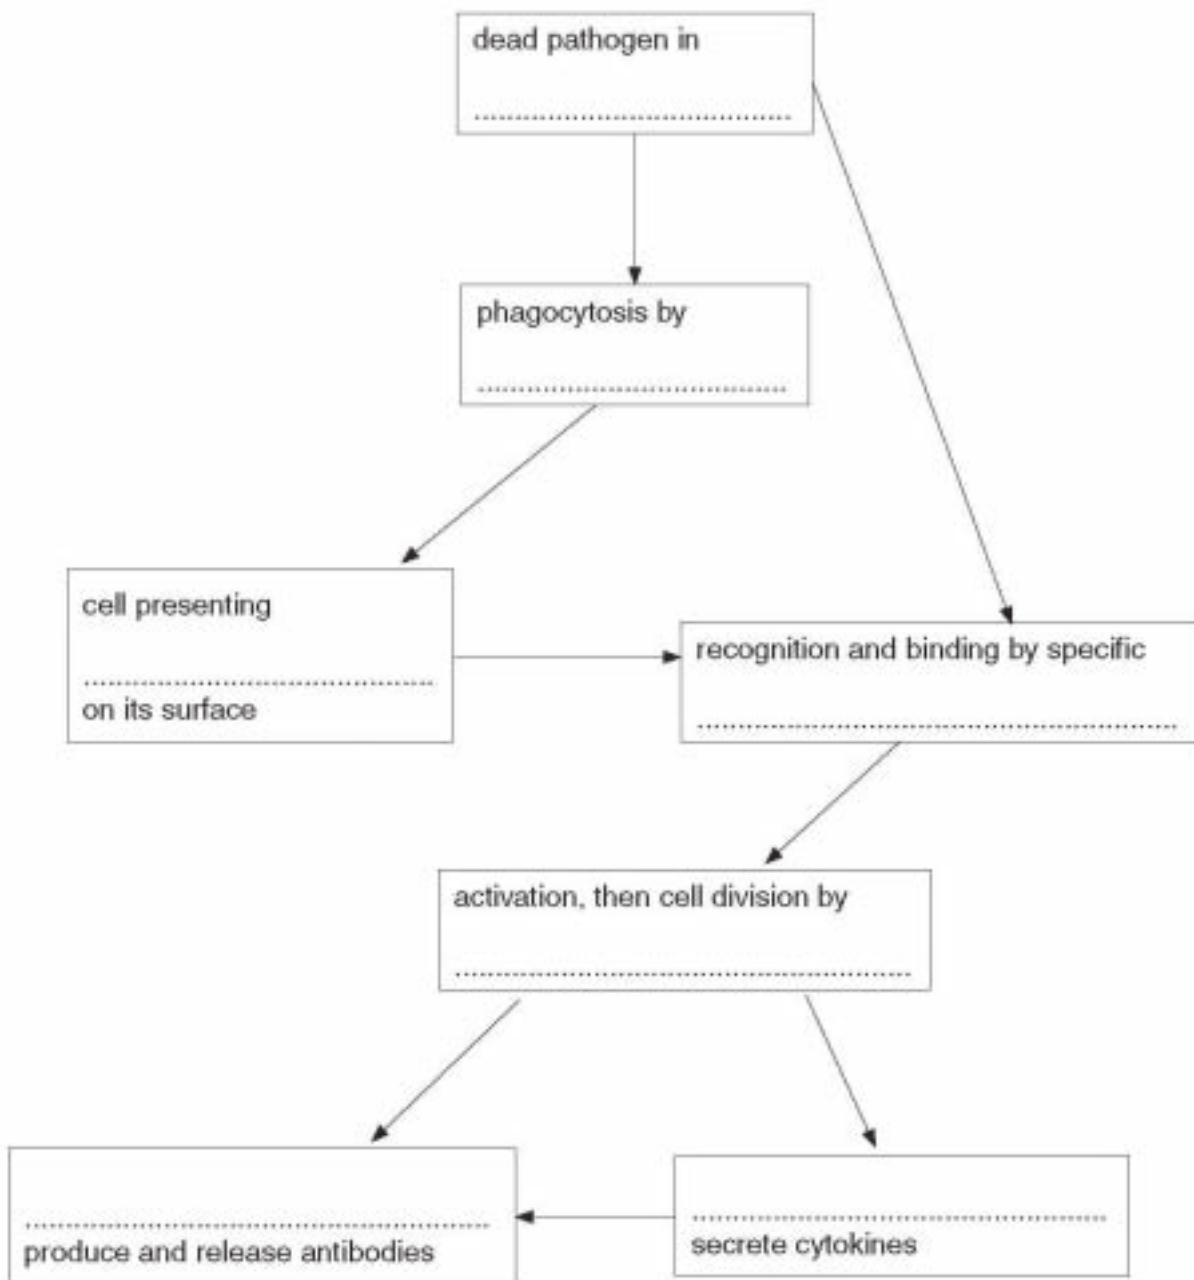 dead pathogen in
........................................
phagocytosis by
........................................
cell presenting
............................................
on its surface
recognition and binding by specific
............................................................
activation, then cell division by
.........................................................
..........................................................
produce and release antibodies
....................................................
secrete cytokines